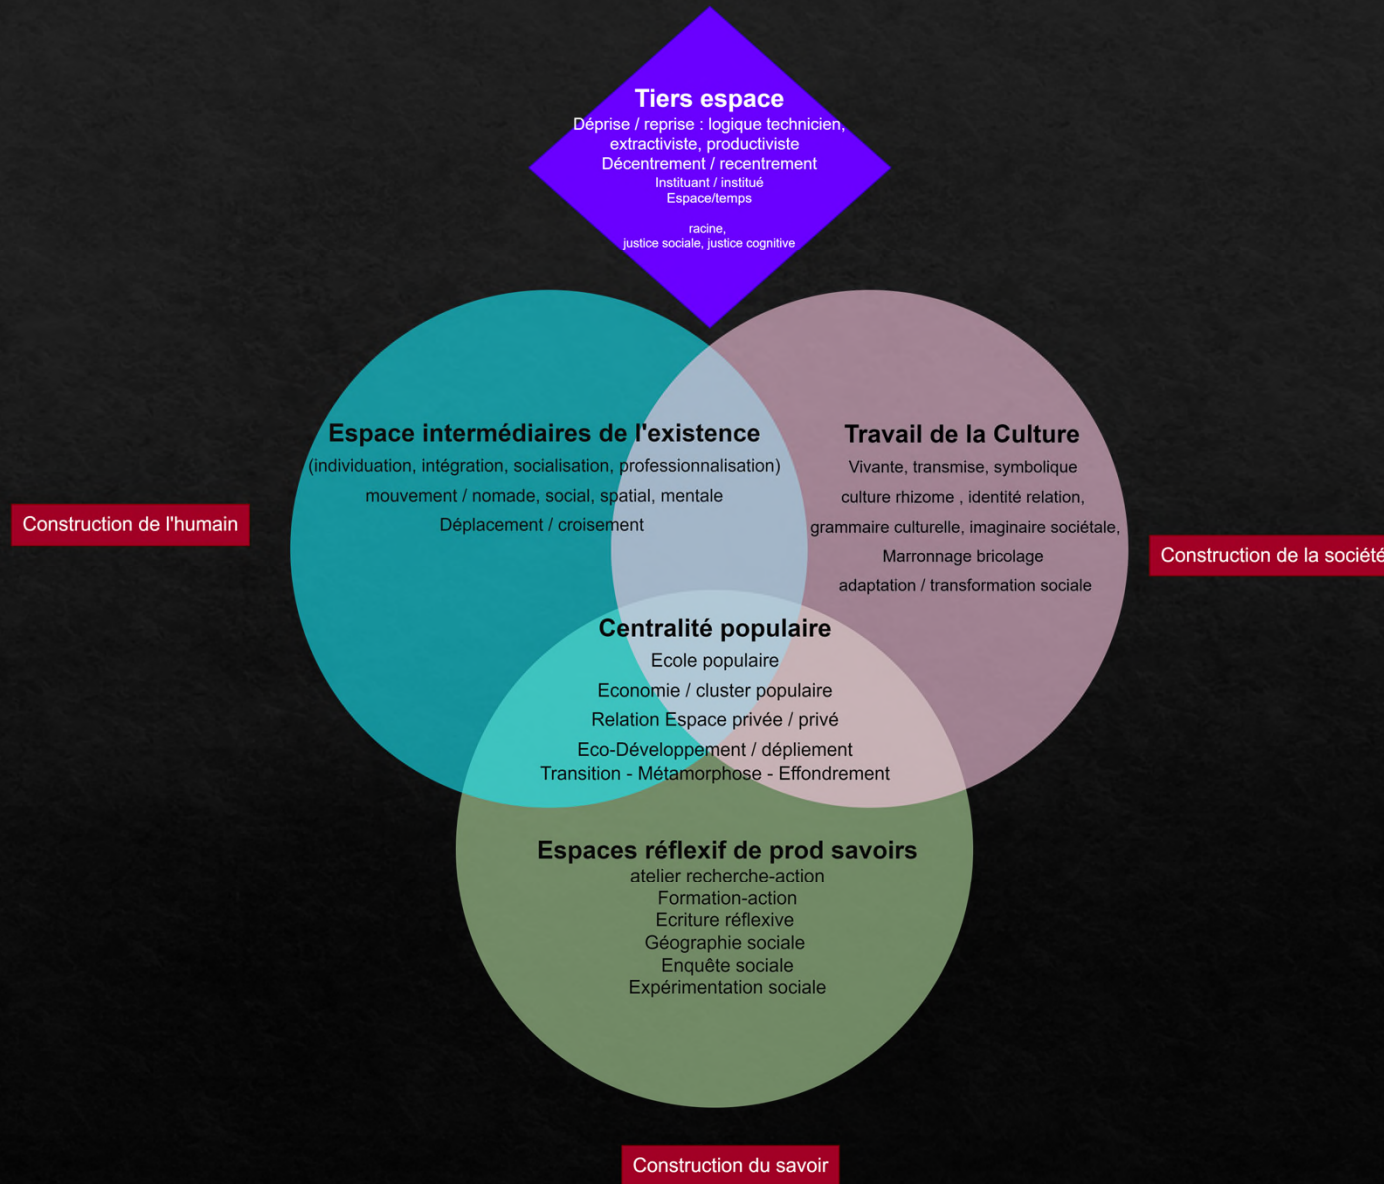 Tiers espace
Déprise / reprise : logique technicien,
extractiviste, productiviste
Décentrement / recentrement
Instituant / institué
Espace/temps
racine,
justice sociale, justice cognitive
Espace intermédiaires de l'existence
(individuation, intégration, socialisation, professionnalisation)
mouvement / nomade, social, spatial, mentale
Déplacement / croisement
Travail de la Culture
Vivante, transmise, symbolique
culture rhizome , identité relation,
grammaire culturelle, imaginaire sociétale,
Marronnage bricolage
adaptation / transformation sociale
Construction de l'humain
Construction de la société
Centralité populaire
Ecole populaire
Economie / cluster populaire
Relation Espace privée / privé
Eco-Développement / dépliement
Transition - Métamorphose - Effondrement
Espaces réflexif de prod savoirs
atelier recherche-action
Formation-action
Ecriture réflexive
Géographie sociale
Enquête sociale
Expérimentation sociale
Construction du savoir